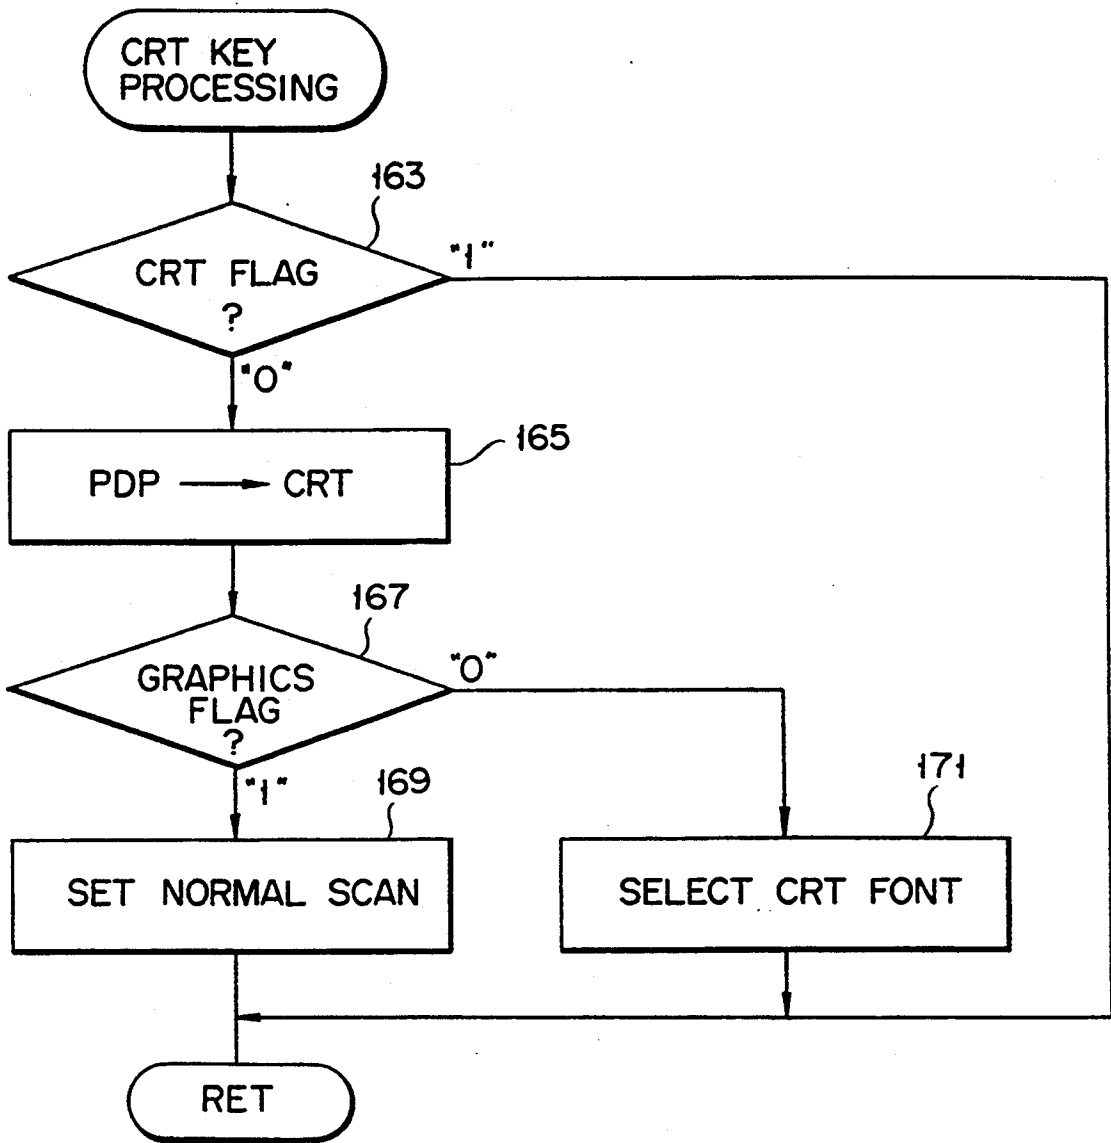 CRT KEY
PROCESSING
163
CRT FLAG
?
"1"
"0"
165
PDP → CRT
167
GRAPHICS
FLAG
?
"0"
"1"
169
171
SET NORMAL SCAN
SELECT CRT FONT
RET